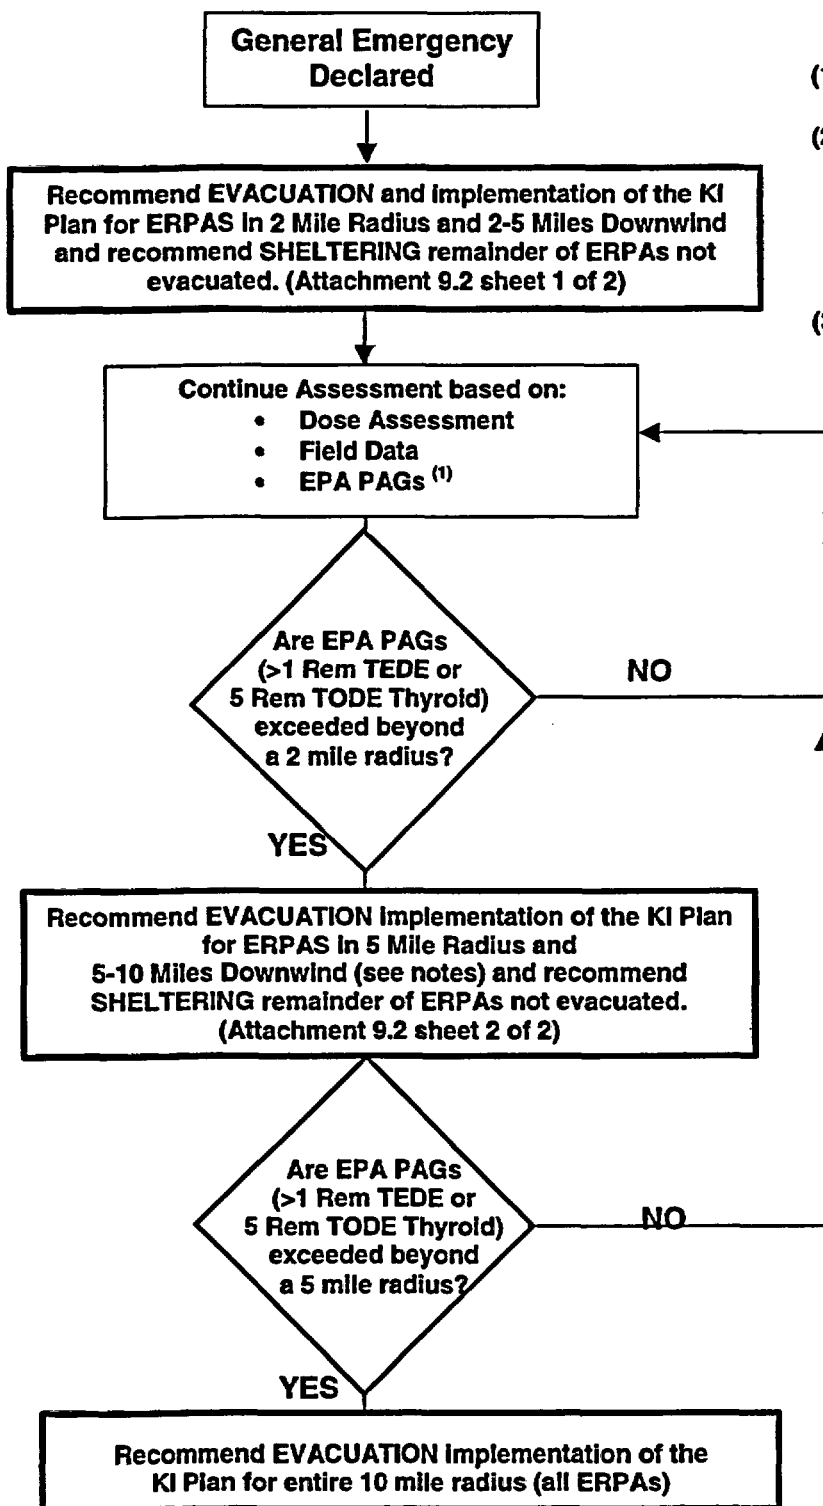 General Emergency
Declared
(1
(2
Recommend EVACUATION and implementation of the KI
Plan for ERPAS in 2 Mile Radius and 2-5 Miles Downwind
and recommend SHELTERING remainder of ERPAs not
evacuated. (Attachment 9.2 sheet 1 of 2)
(3
Continue Assessment based on:
• Dose Assessment
• Field Data
• EPA PAGs (1)
Are EPA PAGs
(>1 Rem TEDE or
5 Rem TODE Thyroid)
exceeded beyond
a 2 mile radius?
NO
YES
Recommend EVACUATION implementation of the KI Plan
for ERPAS in 5 Mile Radius and
5-10 Miles Downwind (see notes) and recommend
SHELTERING remainder of ERPAs not evacuated.
(Attachment 9.2 sheet 2 of 2)
Are EPA PAGs
(>1 Rem TEDE or
5 Rem TODE Thyroid)
exceeded beyond
a 5 mile radius?
NO
YES
Recommend EVACUATION implementation of the
KI Plan for entire 10 mile radius (all ERPAs)